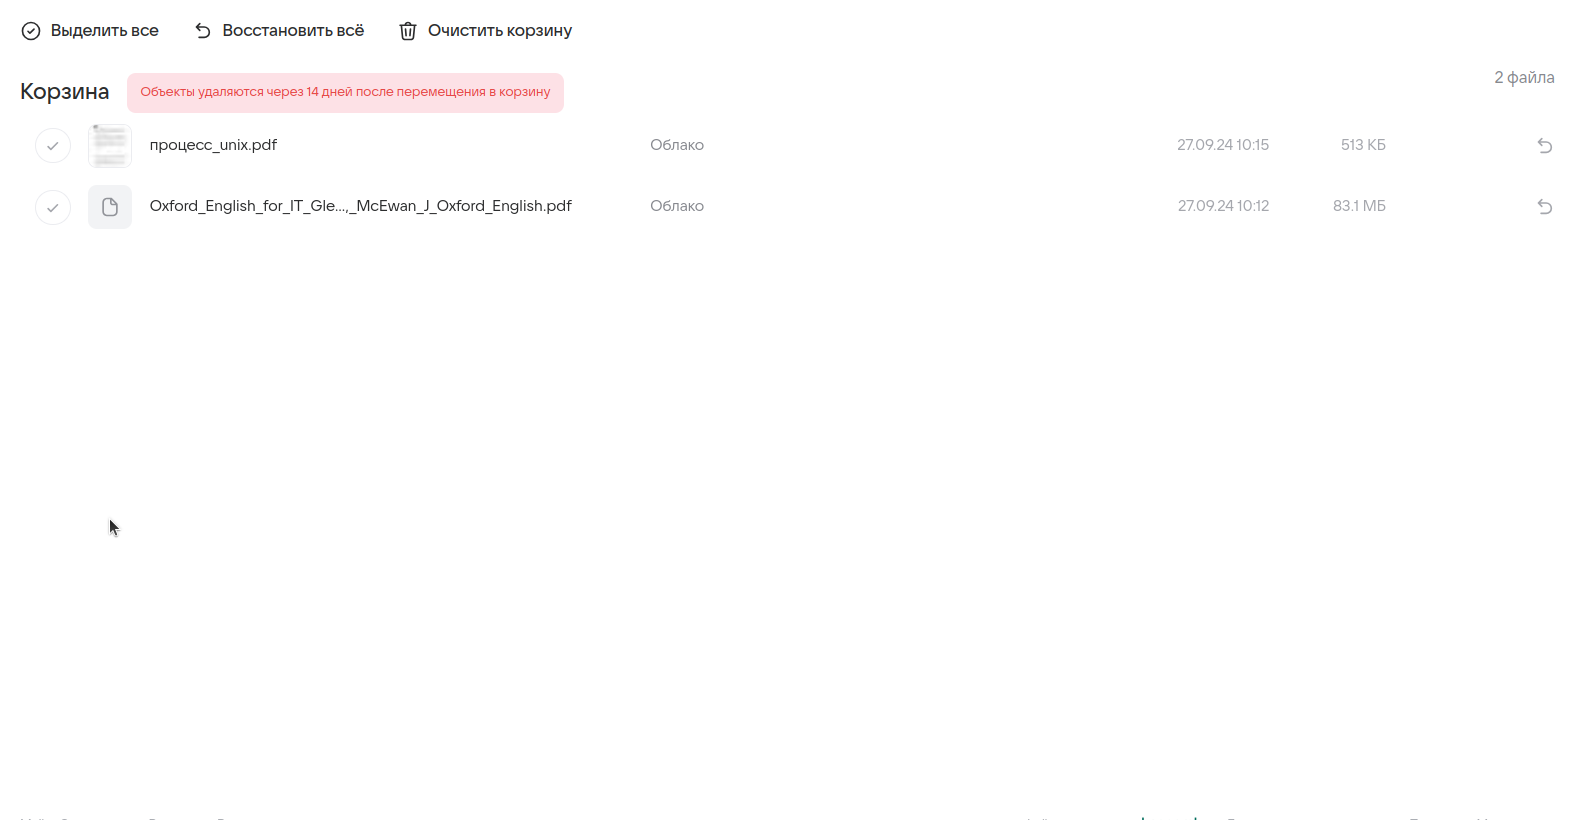 Выделить все Восстановить всё Очистить корзину
Корзина Объекты удаляются через 14 дней после перемещения в корзину 2 файла
процесс_unix.pdf Облако 27.09.24 10:15 513 КБ
Oxford_English_for_IT_Gle...,_McEwan_J_Oxford_English.pdf Облако 27.09.24 10:12 83.1 МБ